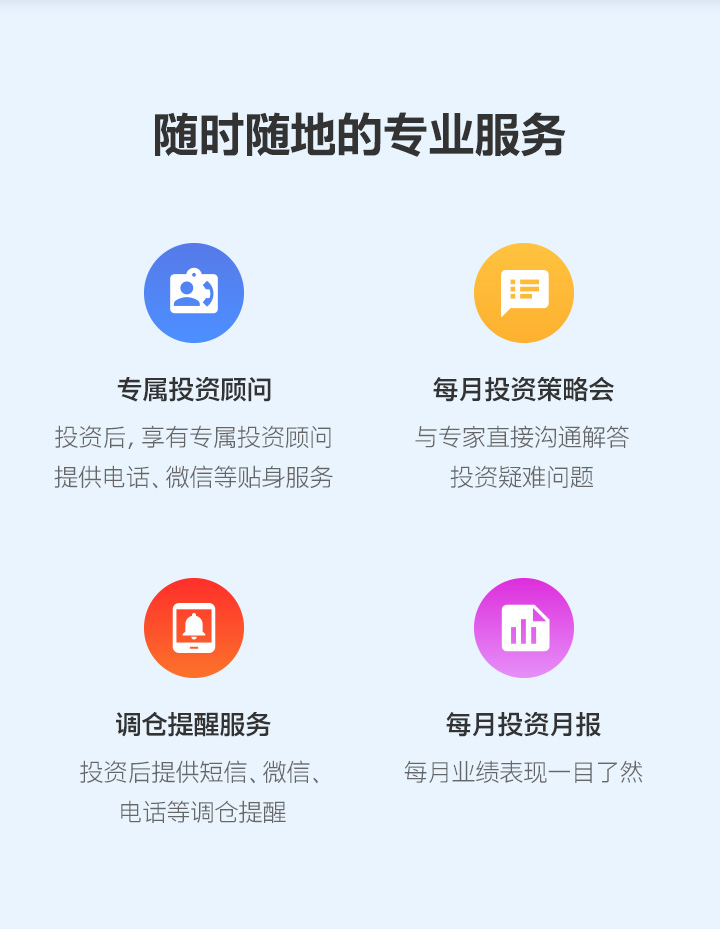 随时随地的专业服务
专属投资顾问
投资后, 享有专属投资顾问
提供电话、微信等贴身服务
每月投资策略会
与专家直接沟通解答
投资疑难问题
调仓提醒服务
投资后提供短信、微信、
电话等调仓提醒
每月投资月报
每月业绩表现一目了然